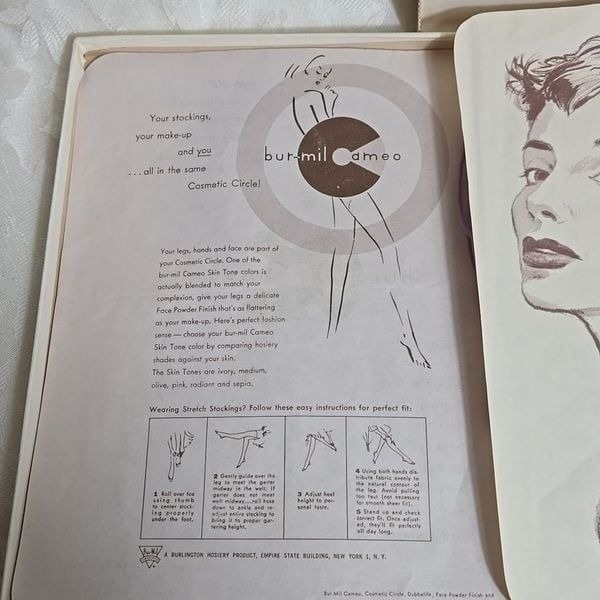 Your stockings,
your make-up
and you
...all in the same
Cosmetic Circle!
bur-mil Cameo
Your legs, hands and face are part of
your Cosmetic Circle. One of the
bur-mil Cameo Skin Tone colors is
actually blended to match your
complexion, give your legs a delicate
Face Powder Finish that's as flattering
as your make-up. Here's perfect fashion
sense — choose your bur-mil Cameo
Skin Tone color by comparing hosiery
shades against your skin.
The Skin Tones are ivory, medium,
olive, pink, radiant and sepia.
Wearing Stretch Stockings? Follow these easy instructions for perfect fit:
1 Roll over toe
using thumb
to center stock-
ing properly
under the foot.
2 Gently guide over the
leg to meet the garter
midway in the welt. If
garter does not meet
welt midway...roll hose
down to ankle and re-
adjust entire stocking to
bring it to proper gar-
tering height.
3 Adjust heel
height to per-
sonal taste.
4 Using both hands dis-
tribute fabric evenly to
the natural contour of
the leg. Avoid pulling
too taut (not necessary
for smooth sheer fit).
5 Stand up and check
correct fit. Once adjust-
ed, they'll fit perfectly
all day long.
A BURLINGTON HOSIERY PRODUCT, EMPIRE STATE BUILDING, NEW YORK 1, N. Y.
Bur-Mil Cameo, Cosmetic Circle, Dubbelife, Face Powder Finish and